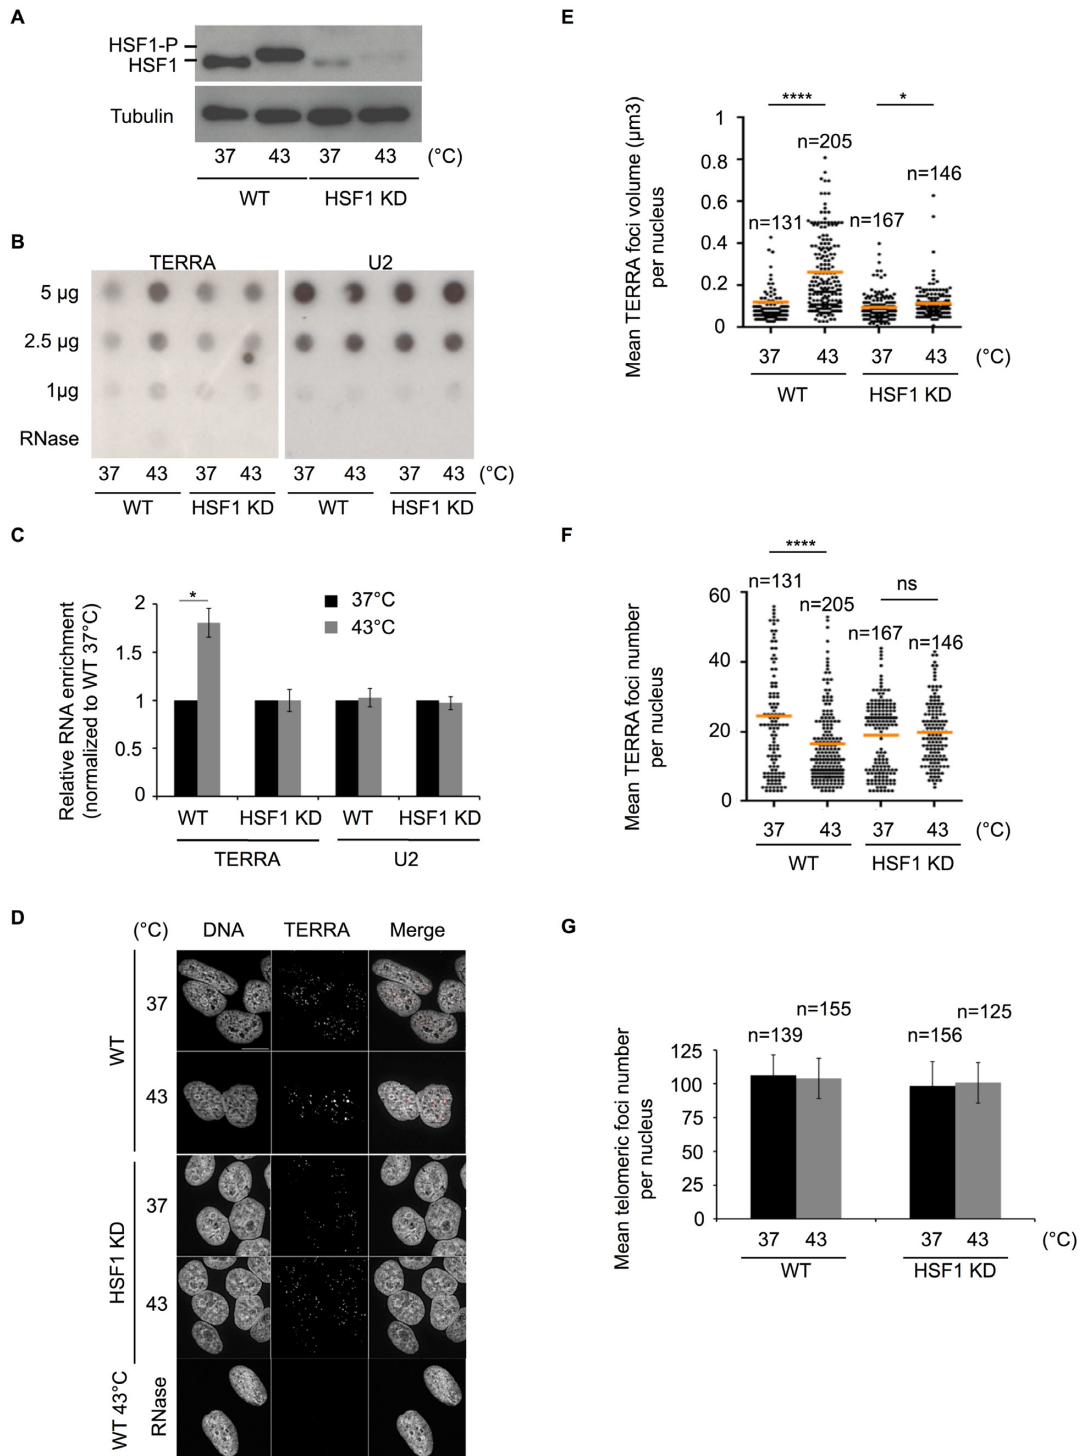 A
HSF1-P
HSF1
Tubulin
37 43 37 43 (°C)
WT HSF1 KD
B
TERRA U2
5 µg
2.5 µg
1µg
RNase
37 43 37 43 37 43 37 43 (°C)
WT HSF1 KD WT HSF1 KD
C
Relative RNA enrichment
(normalized to WT 37°C)
2
1.5
1
0.5
0
*
37°C
43°C
WT HSF1 KD WT HSF1 KD
TERRA U2
D
(°C) DNA TERRA Merge
WT
37
43
HSF1 KD
37
43
WT 43°C
RNase
E
Mean TERRA foci volume (µm3)
per nucleus
1
0.8
0.6
0.4
0.2
0
**** *
n=131 n=205 n=167 n=146
37 43 37 43 (°C)
WT HSF1 KD
F
Mean TERRA foci number
per nucleus
60
40
20
0
**** ns
n=131 n=205 n=167 n=146
37 43 37 43 (°C)
WT HSF1 KD
G
Mean telomeric foci number
per nucleus
125
100
75
50
25
0
n=139 n=155 n=156 n=125
37 43 37 43 (°C)
WT HSF1 KD